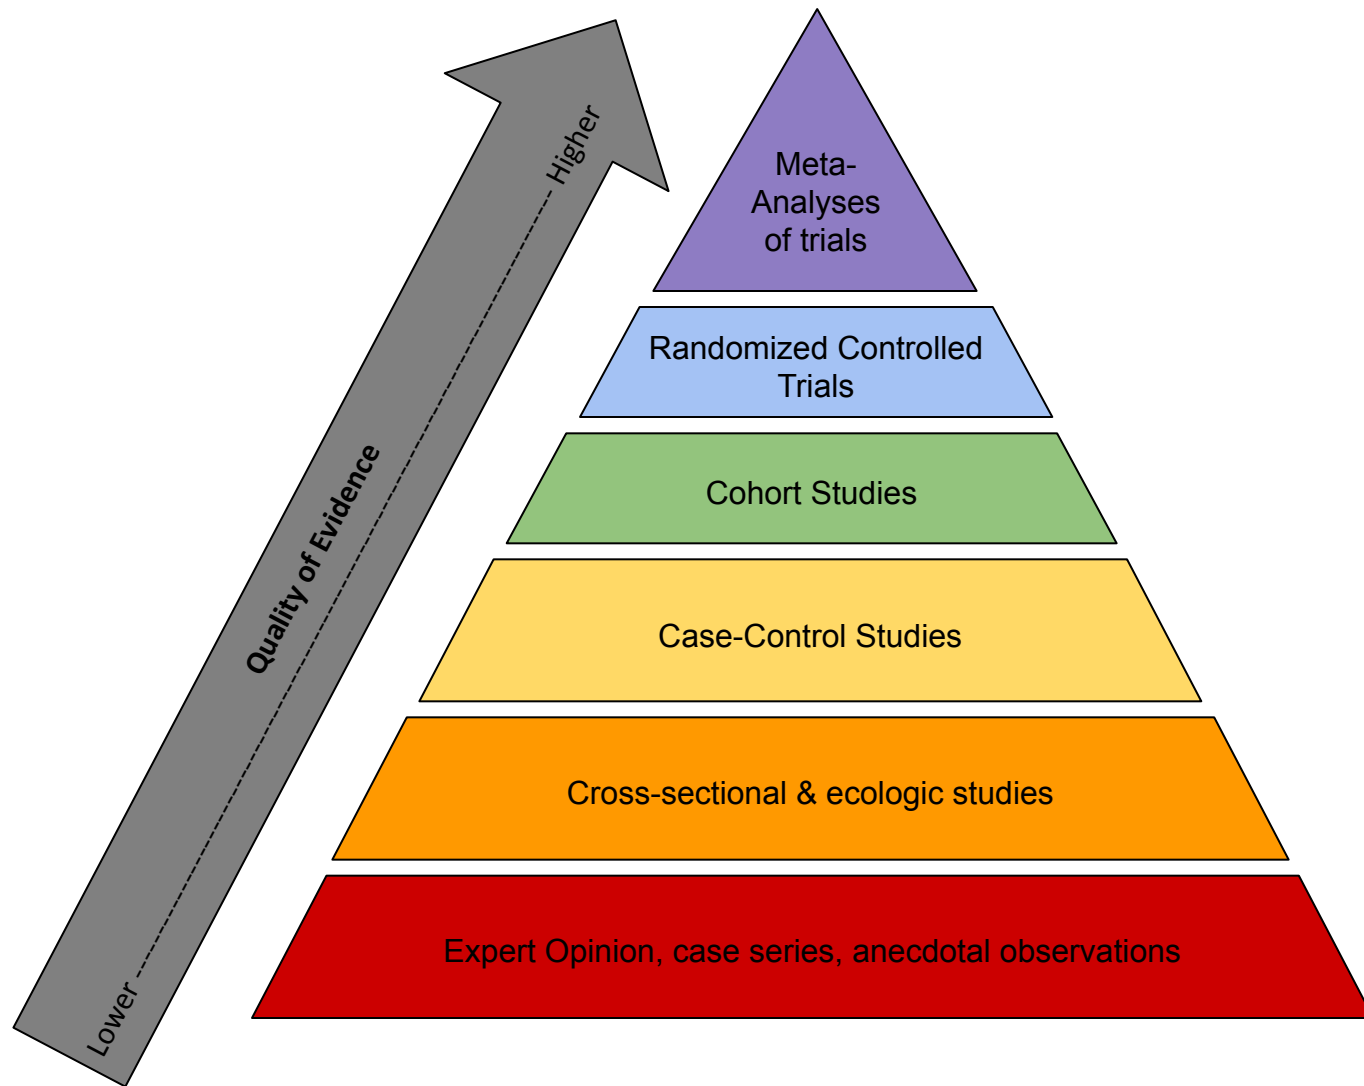 Higher
Quality of Evidence
Lower
Meta-
Analyses
of trials
Randomized Controlled
Trials
Cohort Studies
Case-Control Studies
Cross-sectional & ecologic studies
Expert Opinion, case series, anecdotal observations